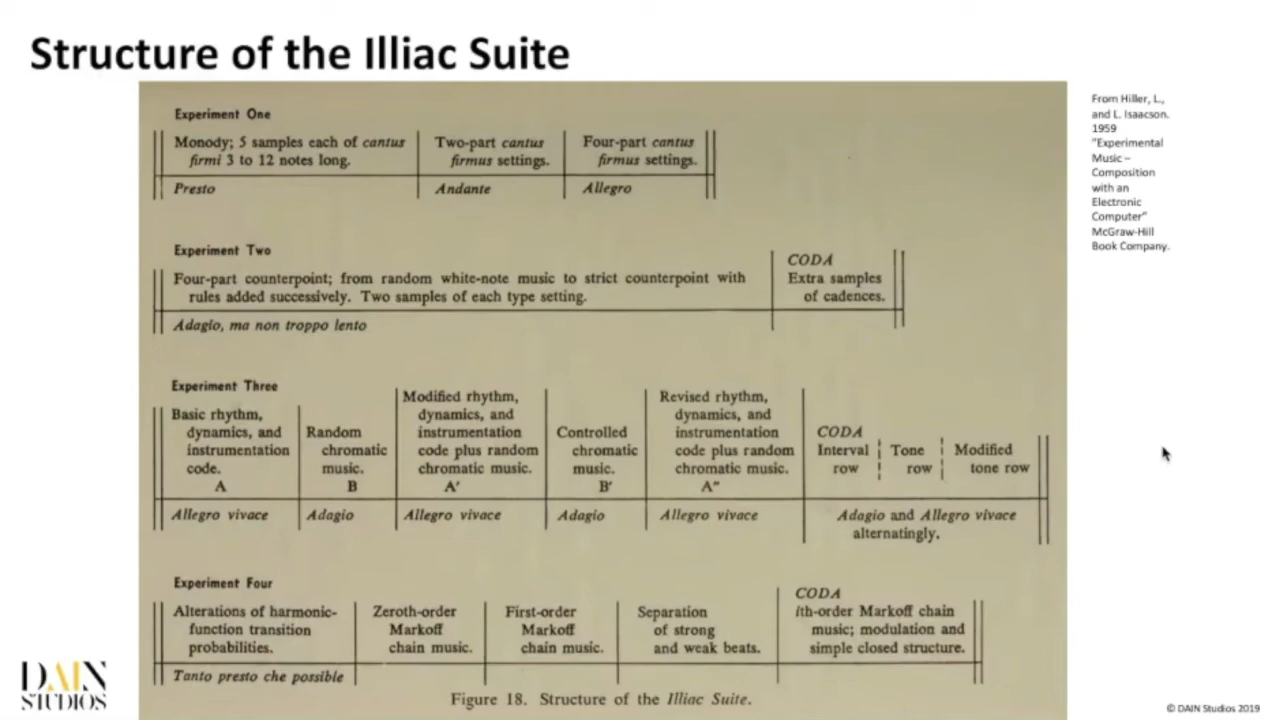 Structure of the Illiac Suite
Experiment One
Monody; 5 samples each of cantus
firmi 3 to 12 notes long.
Presto
Two-part cantus
firmus settings.
Andante
Four-part cantus
firmus settings.
Allegro
Experiment Two
Four-part counterpoint; from random white-note music to strict counterpoint with
rules added successively. Two samples of each type setting.
Adagio, ma non troppo lento
CODA
Extra samples
of cadences.
Experiment Three
Basic rhythm,
dynamics, and
instrumentation
code.
A
Allegro vivace
Random
chromatic
music.
B
Adagio
Modified rhythm,
dynamics, and
instrumentation
code plus random
chromatic music.
A′
Allegro vivace
Controlled
chromatic
music.
B′
Adagio
Revised rhythm,
dynamics, and
instrumentation
code plus random
chromatic music.
A″
Allegro vivace
CODA
Interval
row
Tone
row
Modified
tone row
Adagio and Allegro vivace
alternatingly.
Experiment Four
Alterations of harmonic-
function transition
probabilities.
Tanto presto che possible
Zeroth-order
Markoff
chain music.
First-order
Markoff
chain music.
Separation
of strong
and weak beats.
CODA
ith-order Markoff chain
music; modulation and
simple closed structure.
Figure 18. Structure of the Illiac Suite.
From Hiller, L.,
and L. Isaacson.
1959
"Experimental
Music –
Composition
with an
Electronic
Computer"
McGraw-Hill
Book Company.
DAIN
STUDIOS
© DAIN Studios 2019